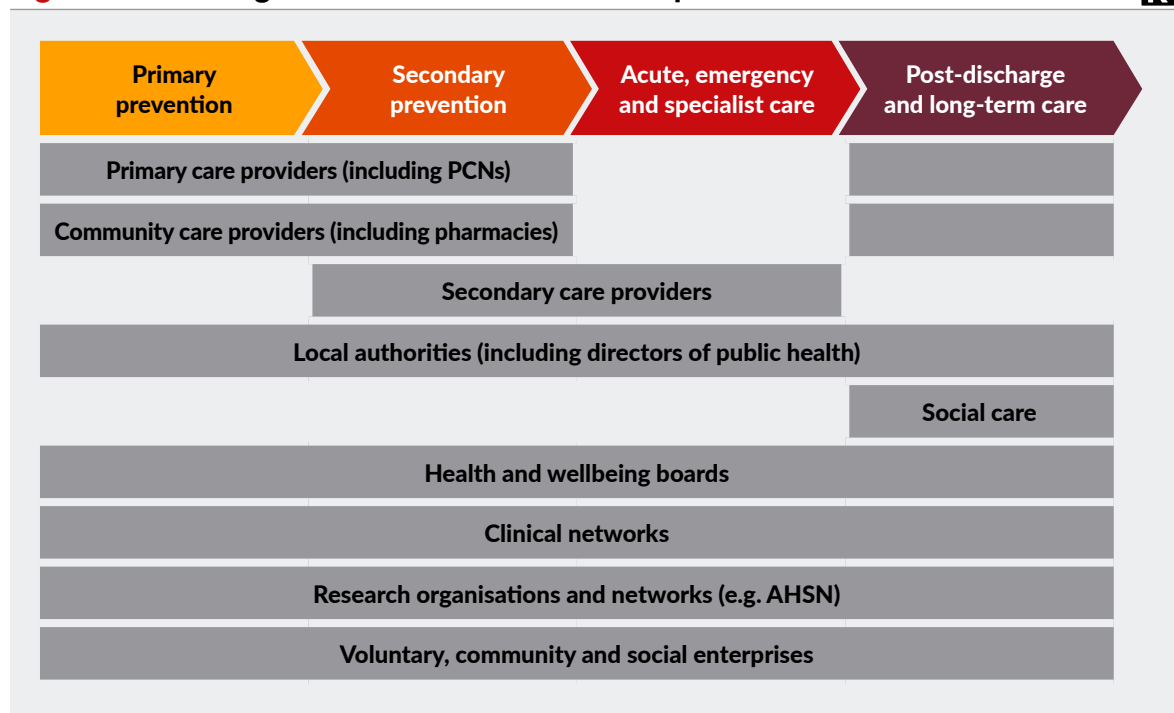 Primary
prevention
Secondary
prevention
Acute, emergency
and specialist care
Post-discharge
and long-term care
Primary care providers (including PCNs)
Community care providers (including pharmacies)
Secondary care providers
Local authorities (including directors of public health)
Social care
Health and wellbeing boards
Clinical networks
Research organisations and networks (e.g. AHSN)
Voluntary, community and social enterprises